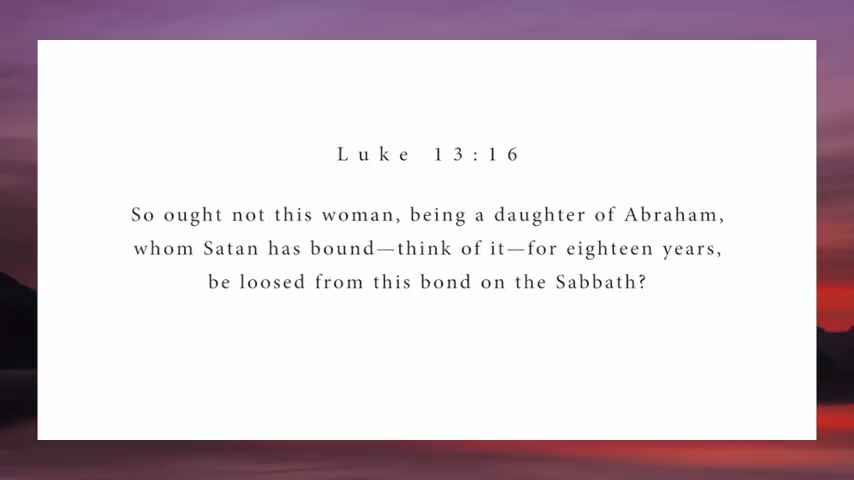 Luke 13:16
So ought not this woman, being a daughter of Abraham,
whom Satan has bound—think of it—for eighteen years,
be loosed from this bond on the Sabbath?